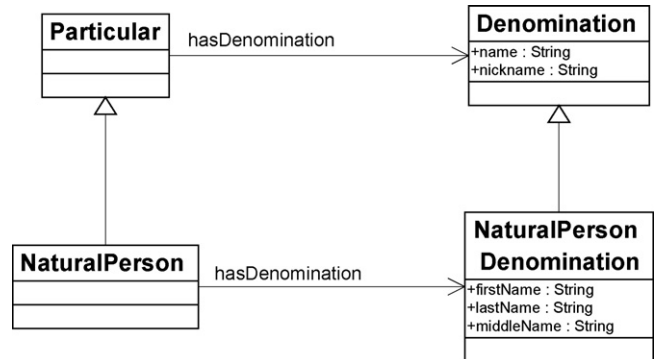 Particular
hasDenomination
Denomination
+name : String
+nickname : String
NaturalPerson
hasDenomination
NaturalPerson
Denomination
+firstName : String
+lastName : String
+middleName : String